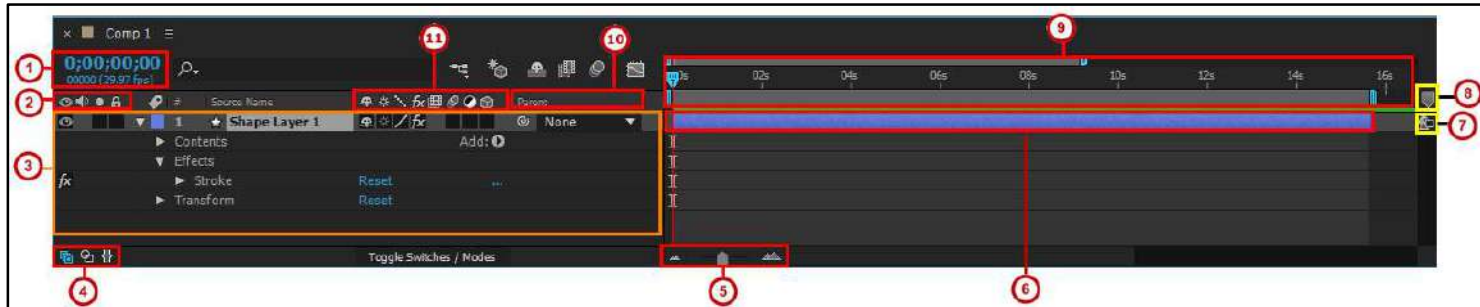 Comp 1
11
10
9
1
0;00;00;00
00000 (29.97 fps)
02s 04s 06s 08s 10s 12s 14s 16s
2
# Source Name fx Parent
8
1 Shape Layer 1 fx None
7
Contents Add:
3
Effects
fx Stroke Reset ...
Transform Reset
Toggle Switches / Modes
4
5
6